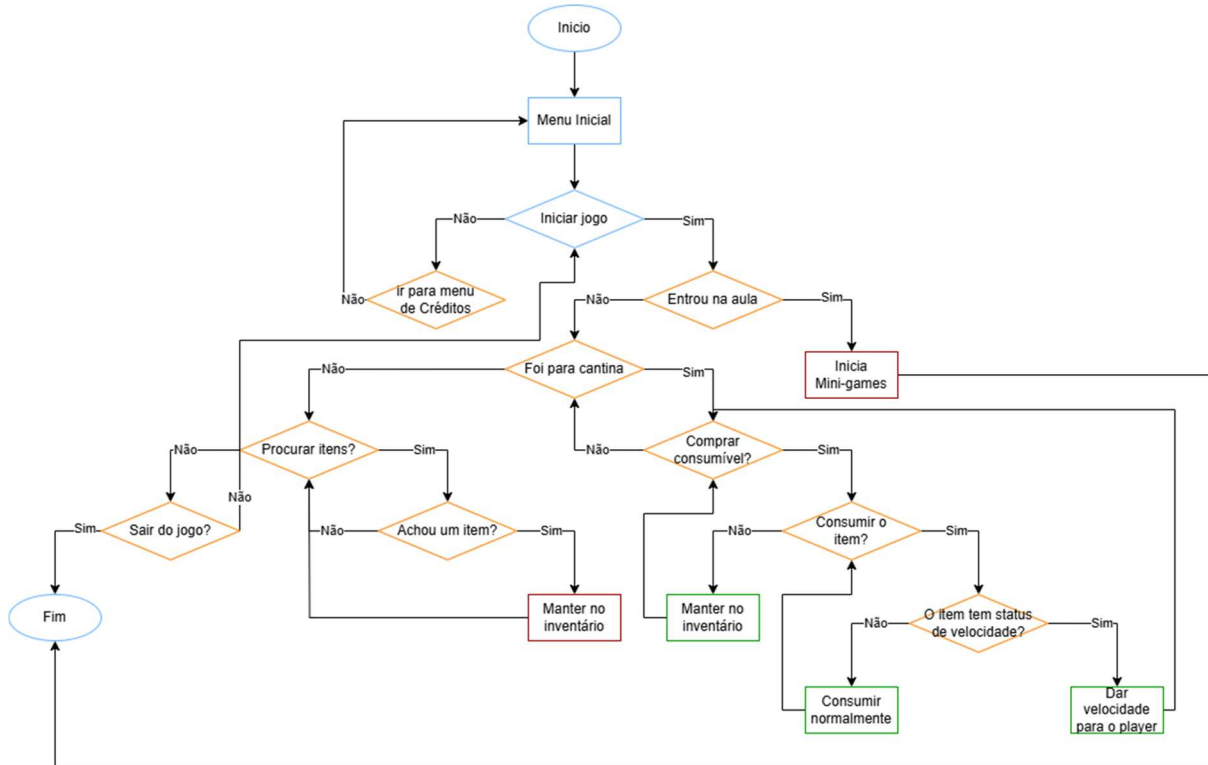 Inicio
Menu Inicial
Não
Iniciar jogo
Sim
Não
Ir para menu
de Créditos
Não
Entrou na aula
Sim
Não
Foi para cantina
Sim
Inicia
Mini-games
Não
Procurar itens?
Sim
Não
Comprar
consumível?
Sim
Não
Sim
Sair do jogo?
Não
Achou um item?
Sim
Não
Consumir o
item?
Sim
Fim
Manter no
inventário
Manter no
inventário
Não
O item tem status
de velocidade?
Sim
Consumir
normalmente
Dar
velocidade
para o player